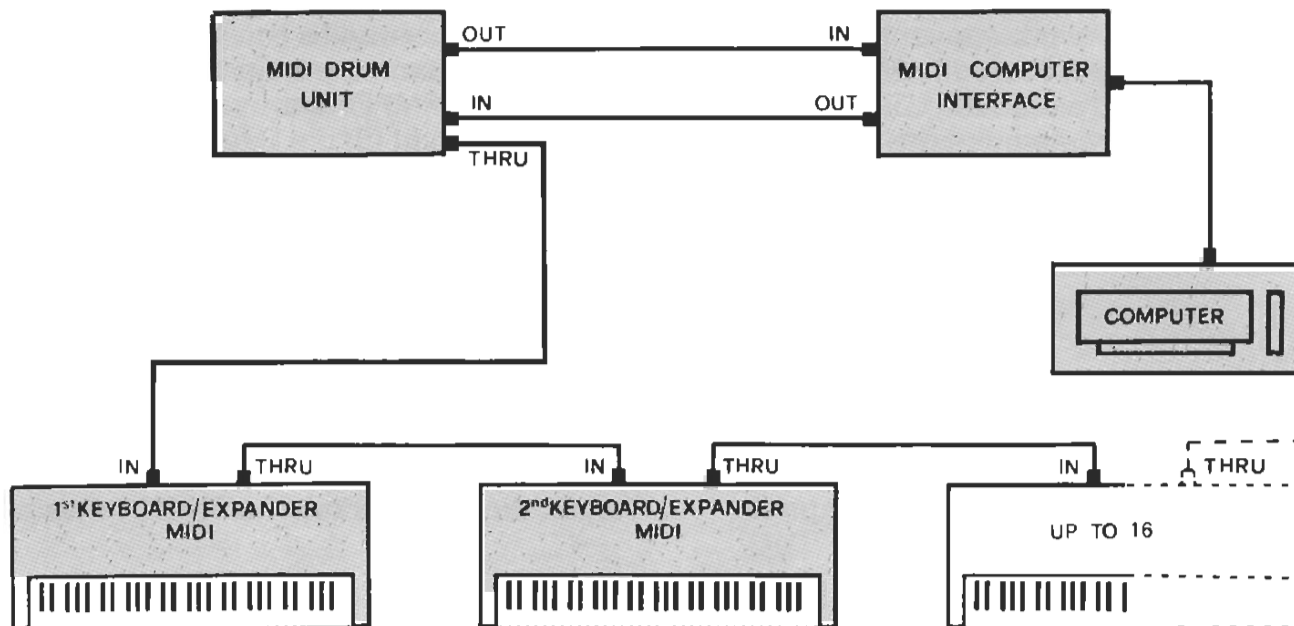 OUT
IN
MIDI DRUM
UNIT
MIDI COMPUTER
INTERFACE
IN
OUT
THRU
COMPUTER
IN
THRU
IN
THRU
IN
THRU
1st KEYBOARD/EXPANDER
MIDI
2nd KEYBOARD/EXPANDER
MIDI
UP TO 16